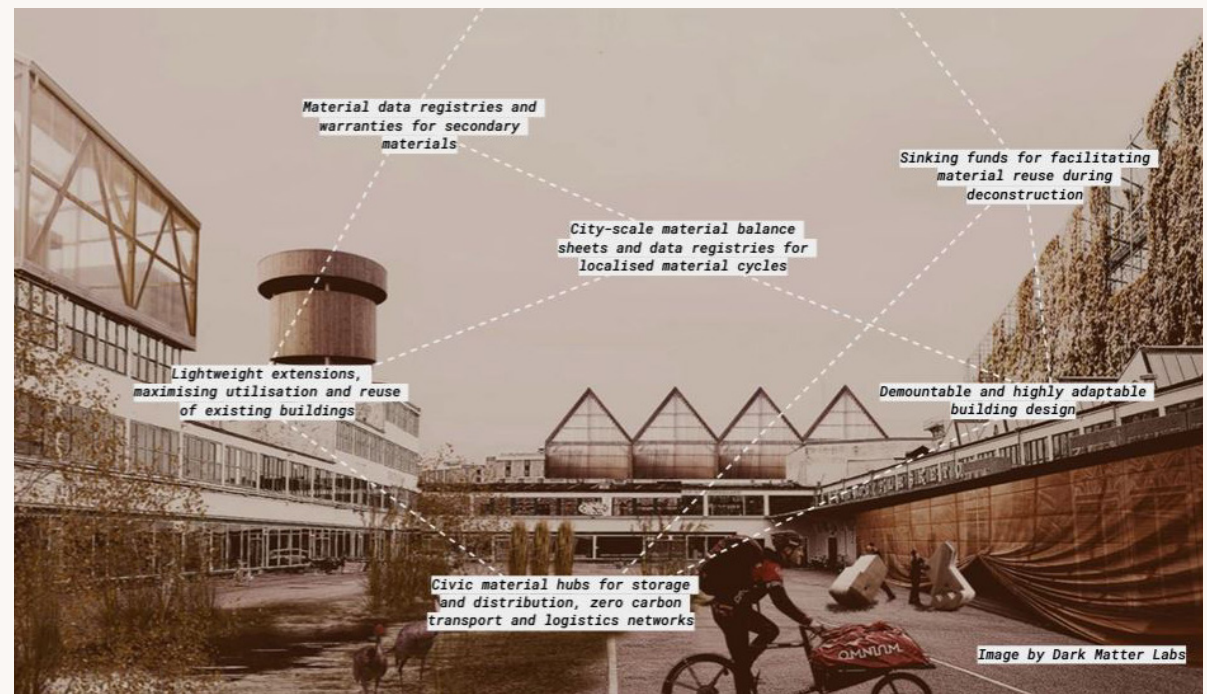 Material data registries and
warranties for secondary
materials
Sinking funds for facilitating
material reuse during
deconstruction
City-scale material balance
sheets and data registries for
localised material cycles
Lightweight extensions,
maximising utilisation and reuse
of existing buildings
Demountable and highly adaptable
building design
Civic material hubs for storage
and distribution, zero carbon
transport and logistics networks
OMNIUM
Image by Dark Matter Labs